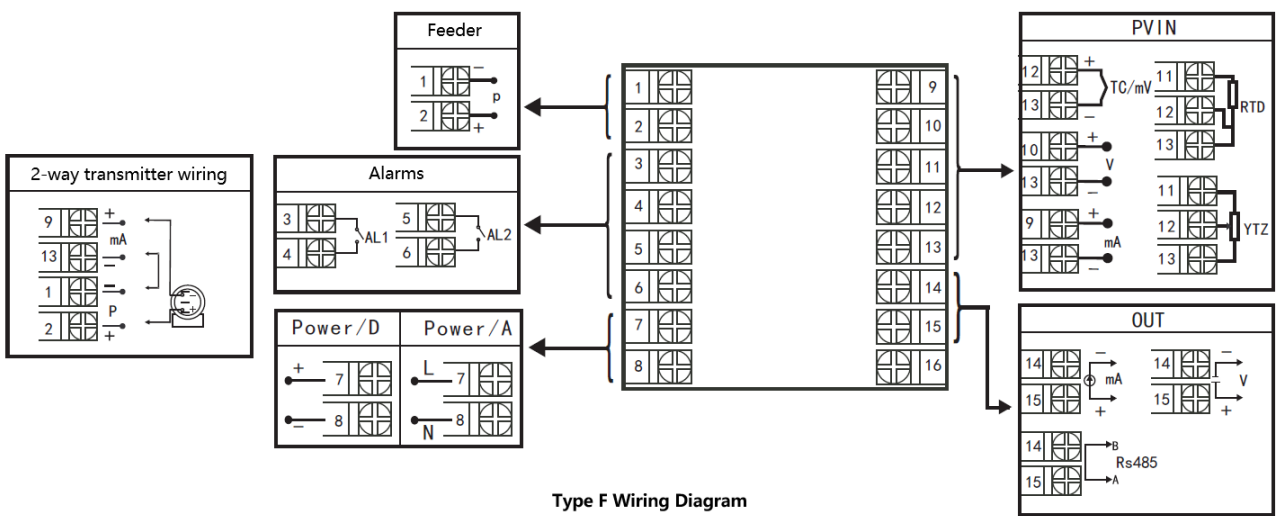 Feeder
1 −
p
2 +
2-way transmitter wiring
9 +
mA
13 −
1 −
P
2 +
Alarms
3 5
AL1 AL2
4 6
Power/D Power/A
+ 7 L 7
− 8 N 8
1 9
2 10
3 11
4 12
5 13
6 14
7 15
8 16
PVIN
12 + 11
TC/mV RTD
13 − 12
13
10 +
V
13 −
11
9 + 12 YTZ
mA
13 − 13
OUT
14 − 14 −
mA V
15 + 15 +
14 B
Rs485
15 A
Type F Wiring Diagram